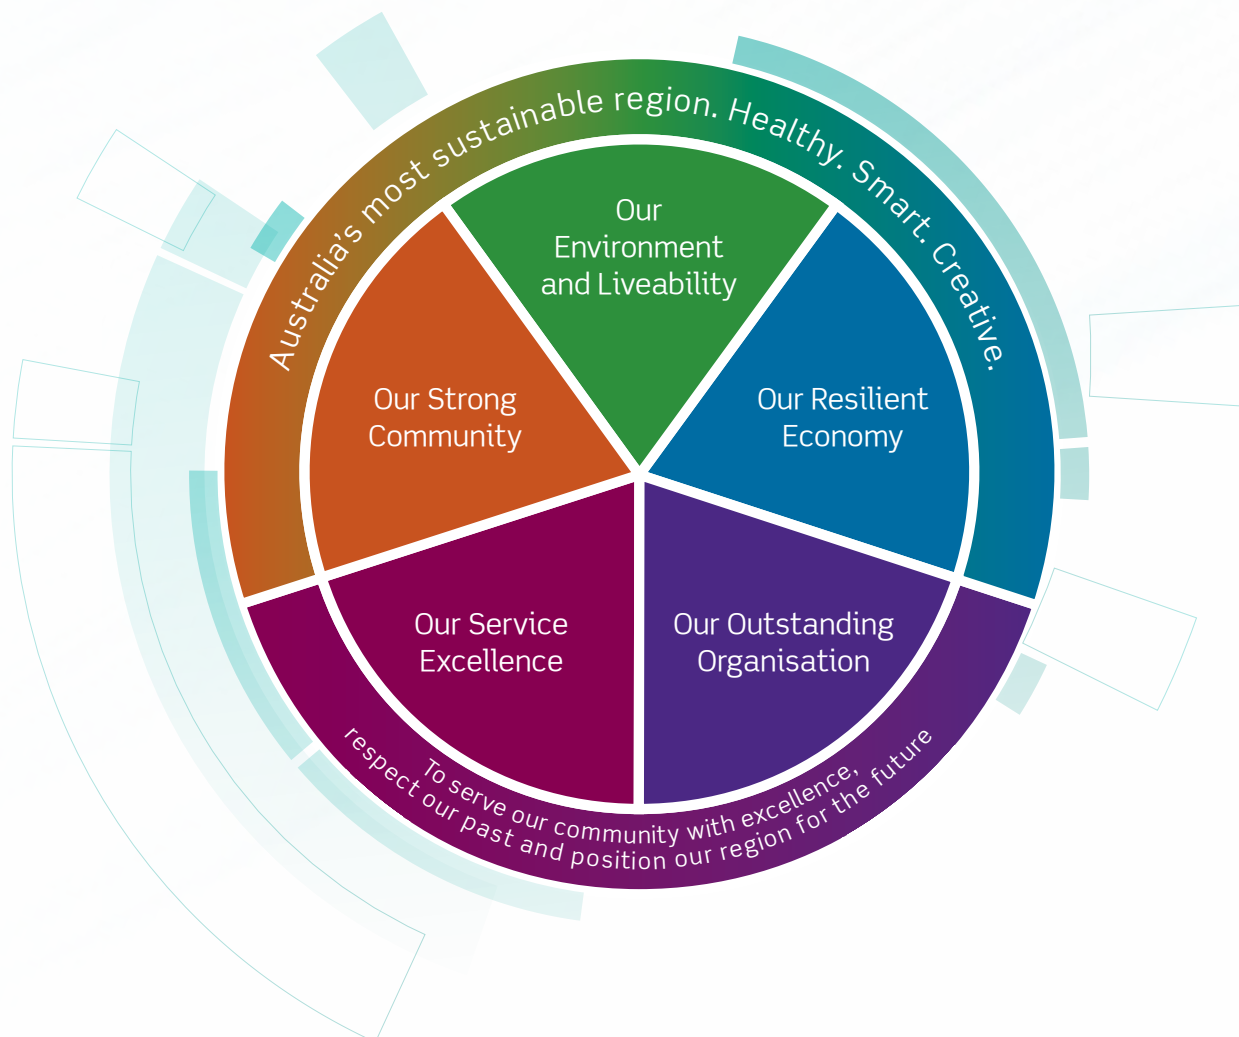 Australia's most sustainable region. Healthy. Smart. Creative.
Our
Environment
and Liveability
Our Strong
Community
Our Resilient
Economy
Our Service
Excellence
Our Outstanding
Organisation
To serve our community with excellence,
respect our past and position our region for the future